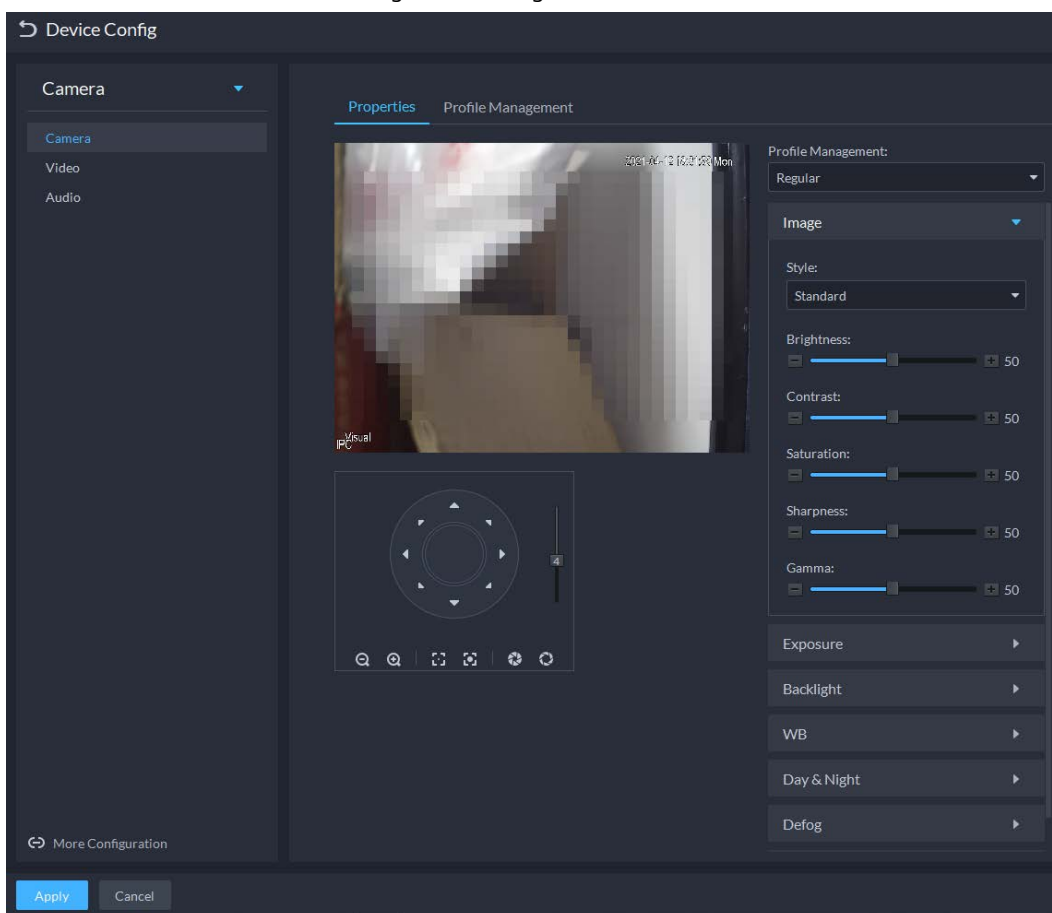 Device Config
Camera
Camera
Video
Audio
More Configuration
Properties Profile Management
Mon
Visual
IPC
4
Profile Management:
Regular
Image
Style:
Standard
Brightness:
50
Contrast:
50
Saturation:
50
Sharpness:
50
Gamma:
50
Exposure
Backlight
WB
Day & Night
Defog
Apply Cancel